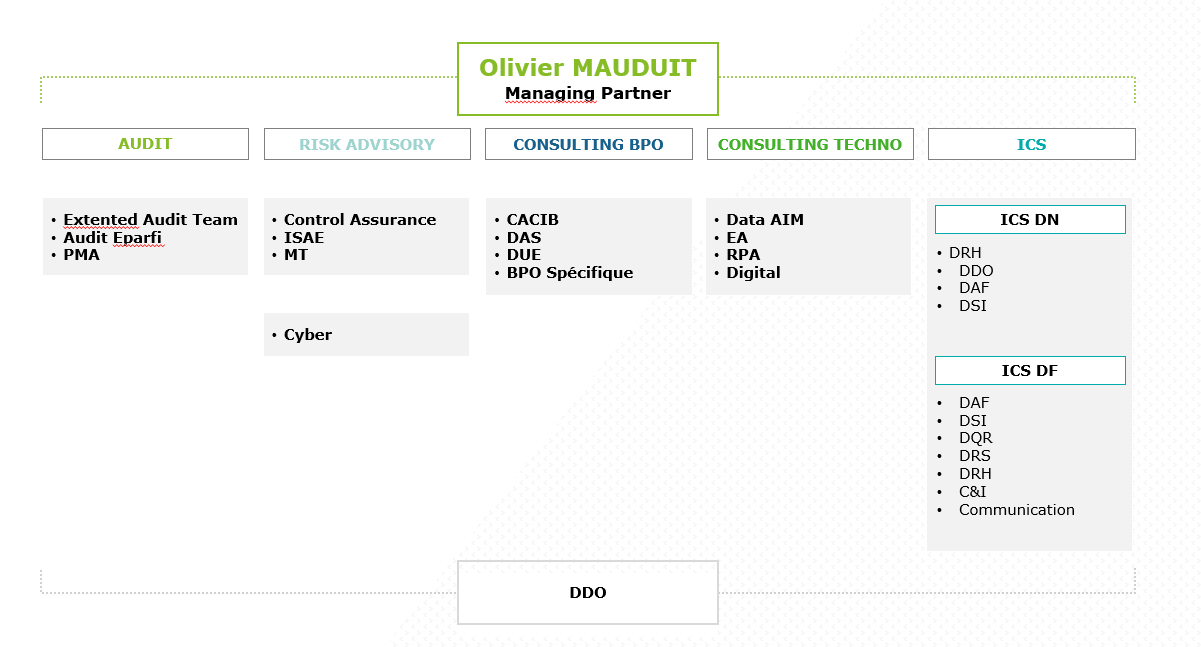 Olivier MAUDUIT
Managing Partner
AUDIT
RISK ADVISORY
CONSULTING BPO
CONSULTING TECHNO
ICS
• Extented Audit Team
• Audit Eparfi
• PMA
• Control Assurance
• ISAE
• MT
• Cyber
• CACIB
• DAS
• DUE
• BPO Spécifique
• Data AIM
• EA
• RPA
• Digital
ICS DN
• DRH
• DDO
• DAF
• DSI
ICS DF
• DAF
• DSI
• DQR
• DRS
• DRH
• C&I
• Communication
DDO